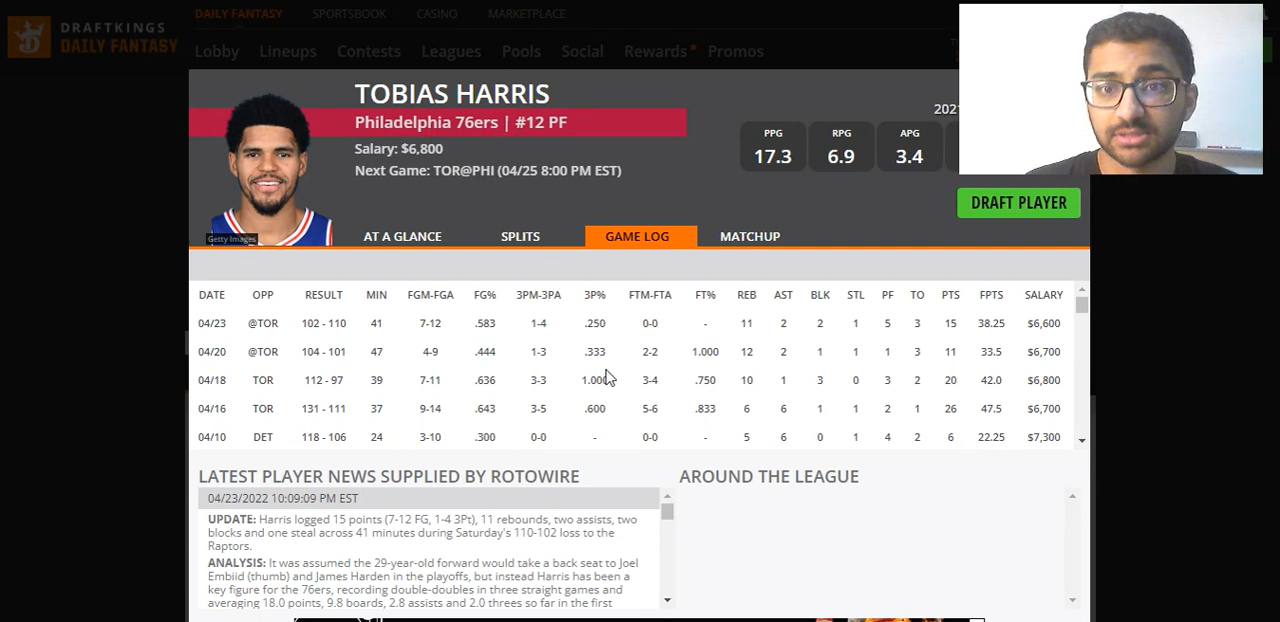 DRAFTKINGS
DAILY FANTASY
DAILY FANTASY SPORTSBOOK CASINO MARKETPLACE
Lobby Lineups Contests Leagues Pools Social Rewards Promos
TOBIAS HARRIS
Philadelphia 76ers | #12 PF
Salary: $6,800
Next Game: TOR@PHI (04/25 8:00 PM EST)
2021
PPG RPG APG
17.3 6.9 3.4
DRAFT PLAYER
Getty Images
AT A GLANCE SPLITS GAME LOG MATCHUP
DATE OPP RESULT MIN FGM-FGA FG% 3PM-3PA 3P% FTM-FTA FT% REB AST BLK STL PF TO PTS FPTS SALARY
04/23 @TOR 102 - 110 41 7-12 .583 1-4 .250 0-0 - 11 2 2 1 5 3 15 38.25 $6,600
04/20 @TOR 104 - 101 47 4-9 .444 1-3 .333 2-2 1.000 12 2 1 1 1 3 11 33.5 $6,700
04/18 TOR 112 - 97 39 7-11 .636 3-3 1.000 3-4 .750 10 1 3 0 3 2 20 42.0 $6,800
04/16 TOR 131 - 111 37 9-14 .643 3-5 .600 5-6 .833 6 6 1 1 2 1 26 47.5 $6,700
04/10 DET 118 - 106 24 3-10 .300 0-0 - 0-0 - 5 6 0 1 4 2 6 22.25 $7,300
LATEST PLAYER NEWS SUPPLIED BY ROTOWIRE
AROUND THE LEAGUE
04/23/2022 10:09:09 PM EST
UPDATE: Harris logged 15 points (7-12 FG, 1-4 3Pt), 11 rebounds, two assists, two
blocks and one steal across 41 minutes during Saturday's 110-102 loss to the
Raptors.
ANALYSIS: It was assumed the 29-year-old forward would take a back seat to Joel
Embiid (thumb) and James Harden in the playoffs, but instead Harris has been a
key figure for the 76ers, recording double-doubles in three straight games and
averaging 18.0 points, 9.8 boards, 2.8 assists and 2.0 threes so far in the first